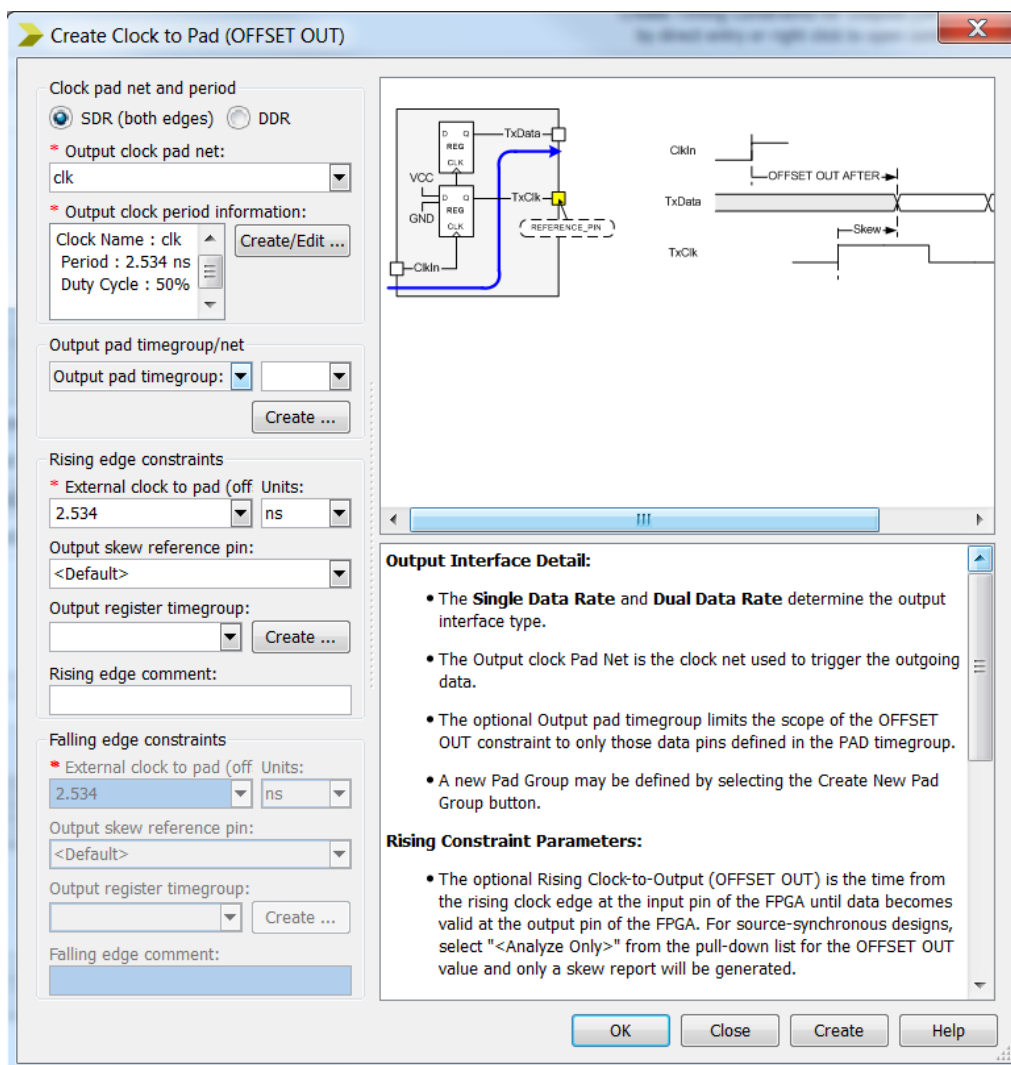 Create Clock to Pad (OFFSET OUT)
X
Clock pad net and period
SDR (both edges)
DDR
* Output clock pad net:
clk
* Output clock period information:
Clock Name : clk
Period : 2.534 ns
Duty Cycle : 50%
Create/Edit ...
Output pad timegroup/net
Output pad timegroup:
Create ...
Rising edge constraints
* External clock to pad (off Units:
2.534
ns
Output skew reference pin:
<Default>
Output register timegroup:
Create ...
Rising edge comment:
Falling edge constraints
* External clock to pad (off Units:
2.534
ns
Output skew reference pin:
<Default>
Output register timegroup:
Create ...
Falling edge comment:
D Q
REG
CLK
TxData
VCC
GND
D Q
REG
CLK
TxClk
REFERENCE_PIN
ClkIn
ClkIn
OFFSET OUT AFTER
TxData
Skew
TxClk
Output Interface Detail:
• The Single Data Rate and Dual Data Rate determine the output
interface type.
• The Output clock Pad Net is the clock net used to trigger the outgoing
data.
• The optional Output pad timegroup limits the scope of the OFFSET
OUT constraint to only those data pins defined in the PAD timegroup.
• A new Pad Group may be defined by selecting the Create New Pad
Group button.
Rising Constraint Parameters:
• The optional Rising Clock-to-Output (OFFSET OUT) is the time from
the rising clock edge at the input pin of the FPGA until data becomes
valid at the output pin of the FPGA. For source-synchronous designs,
select "<Analyze Only>" from the pull-down list for the OFFSET OUT
value and only a skew report will be generated.
OK
Close
Create
Help